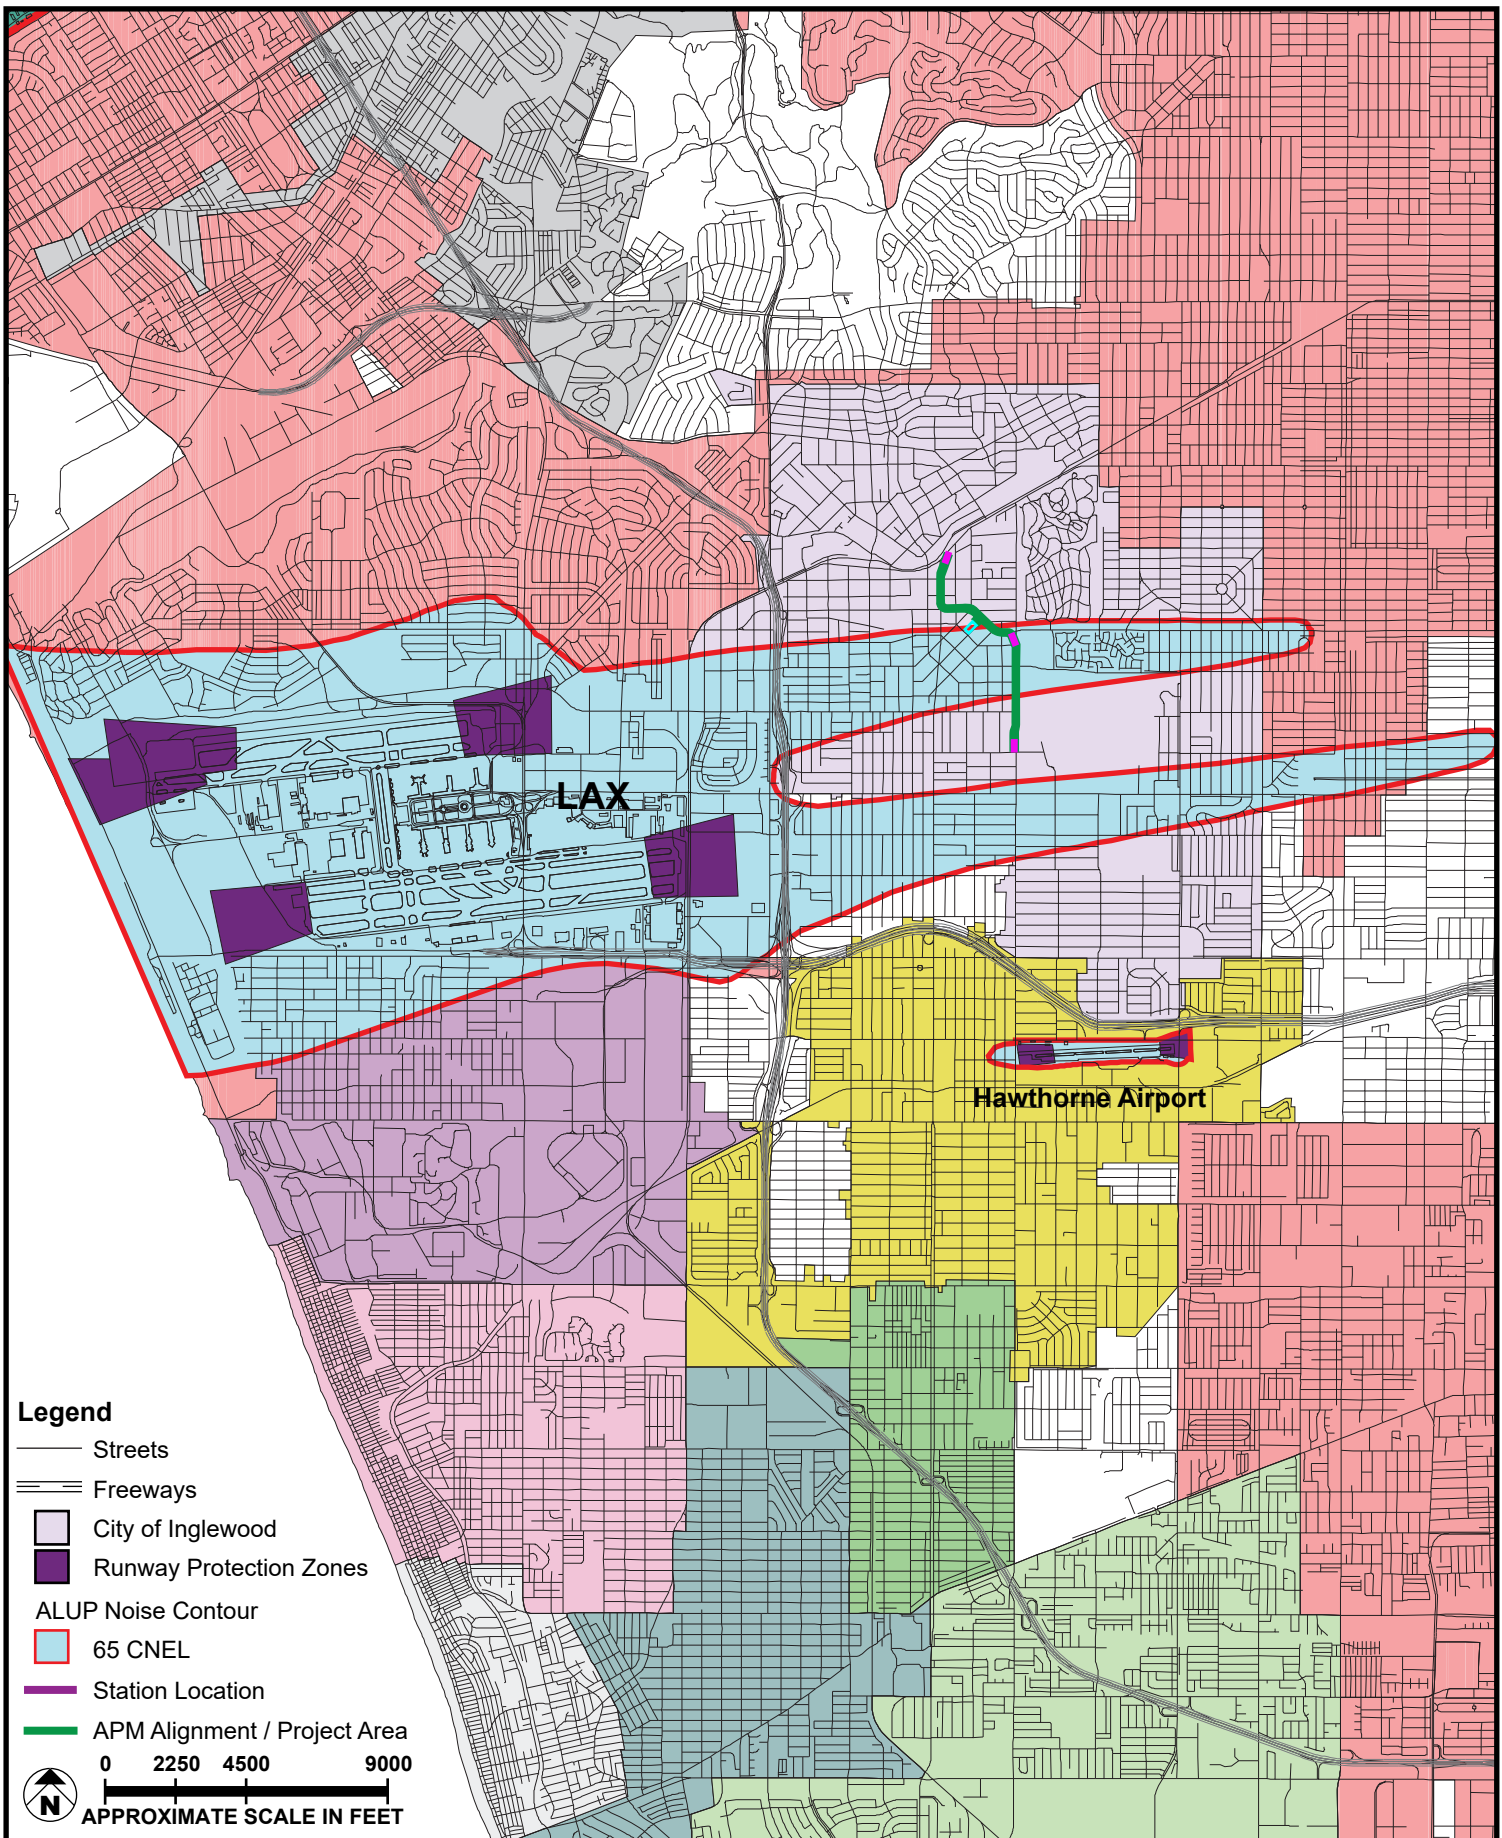 LAX
Hawthorne Airport
Legend
Streets
Freeways
City of Inglewood
Runway Protection Zones
ALUP Noise Contour
65 CNEL
Station Location
APM Alignment / Project Area
0 2250 4500 9000
N
APPROXIMATE SCALE IN FEET